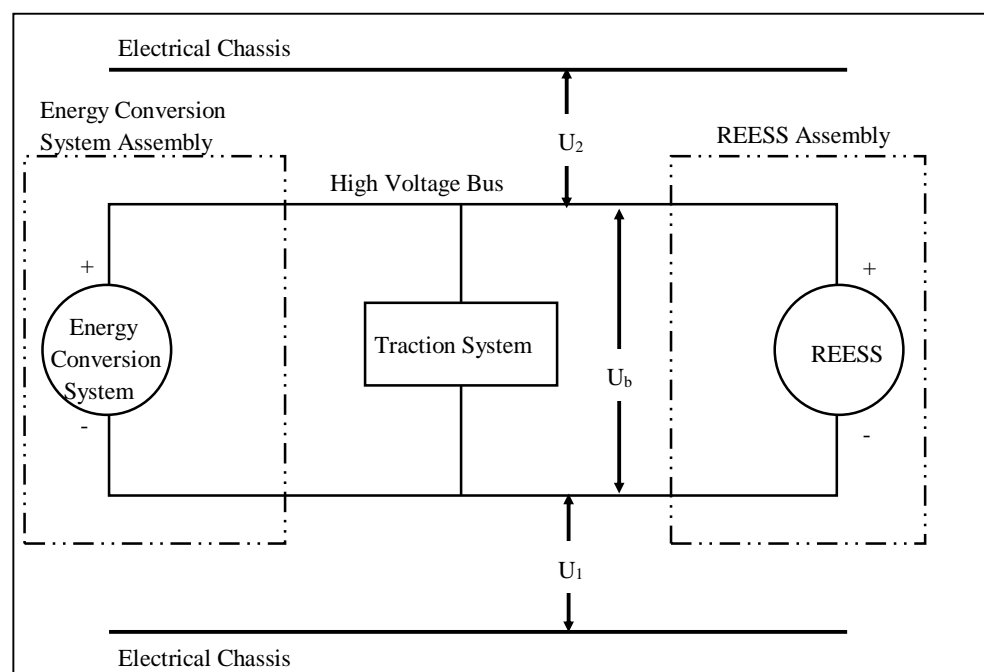 Electrical Chassis
Energy Conversion
System Assembly
U₂
REESS Assembly
High Voltage Bus
+
+
Energy
Conversion
System
Traction System
U_b
REESS
-
-
U₁
Electrical Chassis